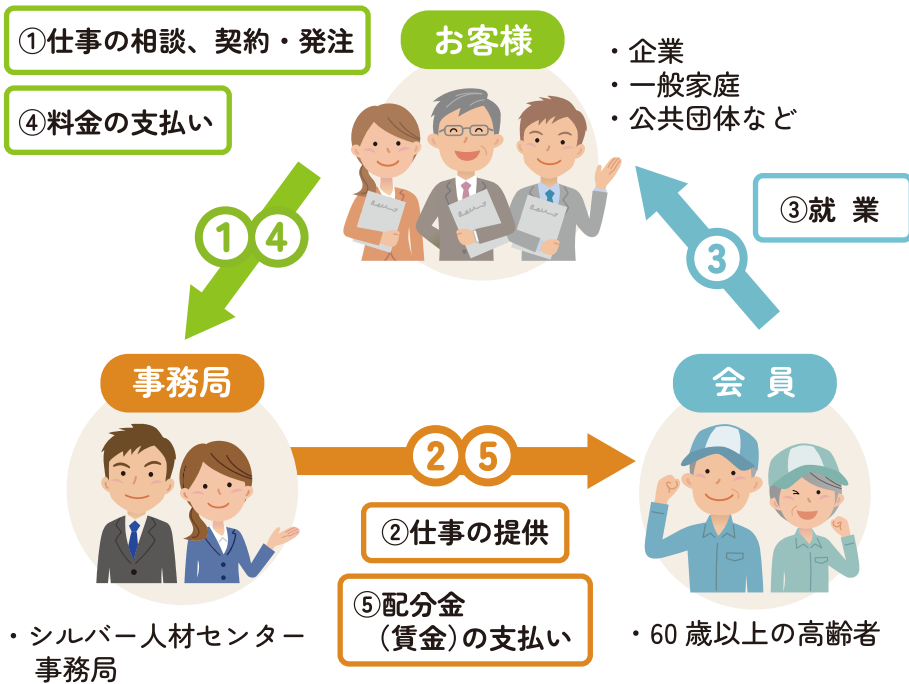 ①仕事の相談、契約・発注
④料金の支払い
お客様
・企業
・一般家庭
・公共団体など
③就 業
①④
③
事務局
会 員
②⑤
②仕事の提供
⑤配分金
（賃金）の支払い
・シルバー人材センター
事務局
・60歳以上の高齢者